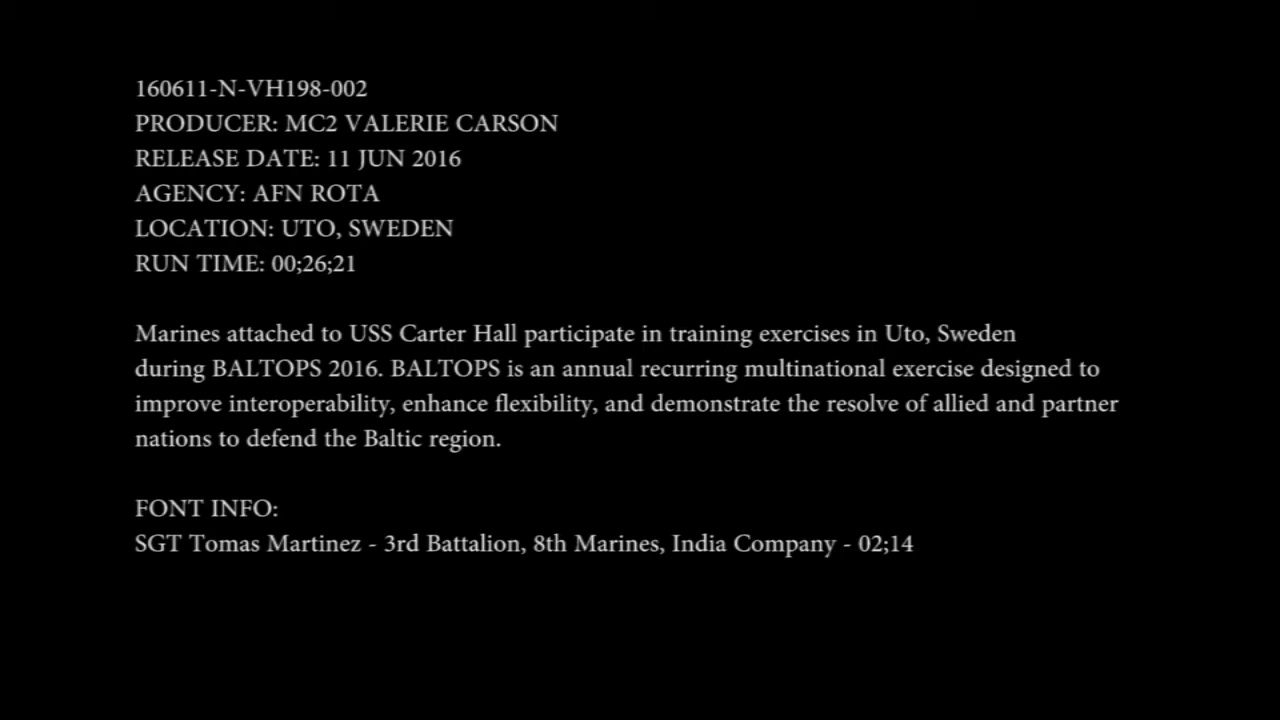 160611-N-VH198-002
PRODUCER: MC2 VALERIE CARSON
RELEASE DATE: 11 JUN 2016
AGENCY: AFN ROTA
LOCATION: UTO, SWEDEN
RUN TIME: 00;26;21
Marines attached to USS Carter Hall participate in training exercises in Uto, Sweden
during BALTOPS 2016. BALTOPS is an annual recurring multinational exercise designed to
improve interoperability, enhance flexibility, and demonstrate the resolve of allied and partner
nations to defend the Baltic region.
FONT INFO:
SGT Tomas Martinez - 3rd Battalion, 8th Marines, India Company - 02;14